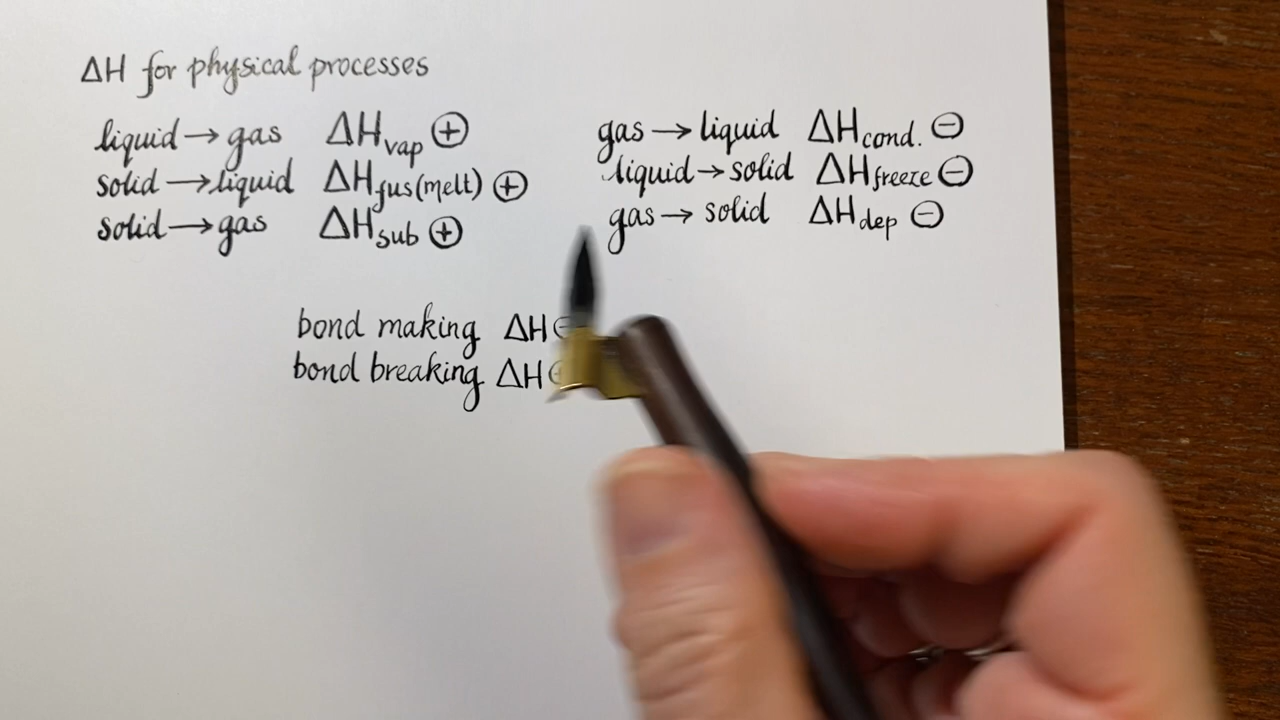 ΔH for physical processes
liquid → gas ΔHvap ⊕
solid → liquid ΔHfus(melt) ⊕
solid → gas ΔHsub ⊕
gas → liquid ΔHcond. ⊖
liquid → solid ΔHfreeze ⊖
gas → solid ΔHdep ⊖
bond making ΔH
bond breaking ΔH